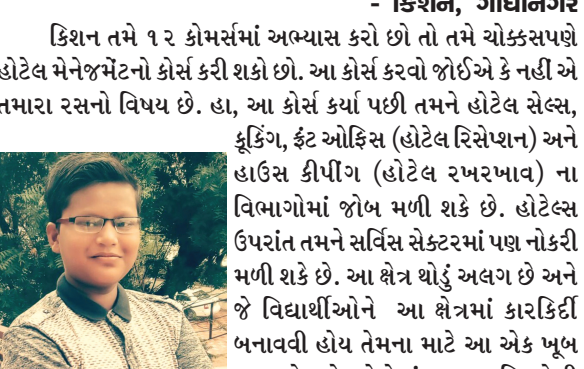 - કિશન, ગાંધીનગર
કિશન તમે ૧૨ કોમર્સમાં અભ્યાસ કરો છો તો તમે ચોક્કસપણે
હોટેલ મેનેજમેંટનો કોર્સ કરી શકો છો. આ કોર્સ કરવો જોઈએ કે નહીં એ
તમારા રસનો વિષય છે. હા, આ કોર્સ કર્યા પછી તમને હોટેલ સેલ્સ,
કૂકિંગ, ફ્રંટ ઓફિસ (હોટેલ રિસેપ્શન) અને
હાઉસ કીપીંગ (હોટેલ રખરખાવ) ના
વિભાગોમાં જોબ મળી શકે છે. હોટેલ્સ
ઉપરાંત તમને સર્વિસ સેક્ટરમાં પણ નોકરી
મળી શકે છે. આ ક્ષેત્ર થોડું અલગ છે અને
જે વિદ્યાર્થીઓને આ ક્ષેત્રમાં કારકિર્દી
બનાવવી હોય તેમના માટે આ એક ખૂબ